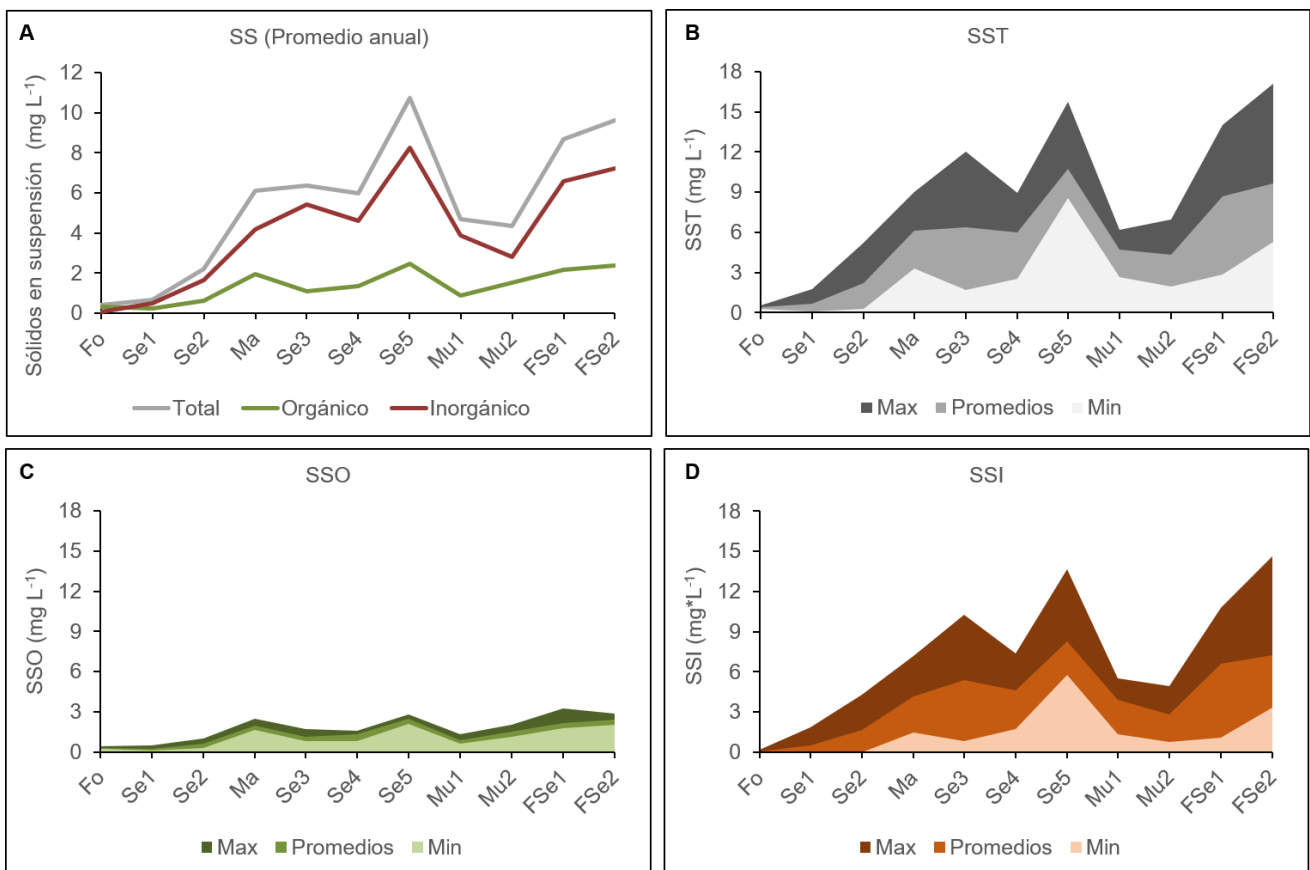 A
SS (Promedio anual)
Sólidos en suspensión (mg L⁻¹)
12
10
8
6
4
2
0
Fo
Se1
Se2
Ma
Se3
Se4
Se5
Mu1
Mu2
FSe1
FSe2
Total
Orgánico
Inorgánico
B
SST
SST (mg L⁻¹)
18
15
12
9
6
3
0
Fo
Se1
Se2
Ma
Se3
Se4
Se5
Mu1
Mu2
FSe1
FSe2
Max
Promedios
Min
C
SSO
SSO (mg L⁻¹)
18
15
12
9
6
3
0
Fo
Se1
Se2
Ma
Se3
Se4
Se5
Mu1
Mu2
FSe1
FSe2
Max
Promedios
Min
D
SSI
SSI (mg*L⁻¹)
18
15
12
9
6
3
0
Fo
Se1
Se2
Ma
Se3
Se4
Se5
Mu1
Mu2
FSe1
FSe2
Max
Promedios
Min